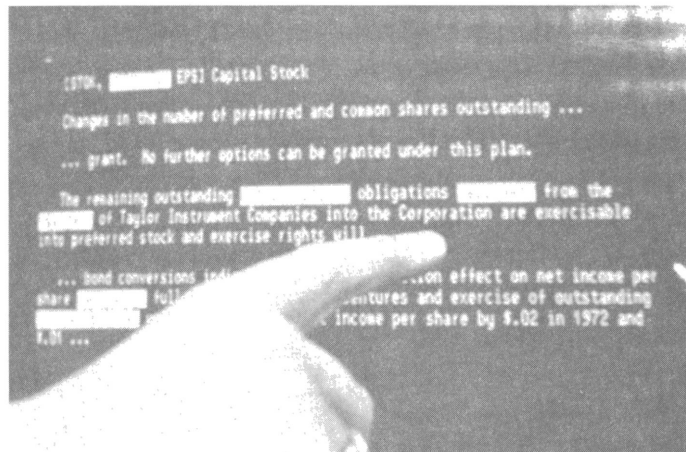 CSTOK, EPSI Capital Stock
Changes in the number of preferred and common shares outstanding ...
... grant. No further options can be granted under this plan.
The remaining outstanding obligations from the
of Taylor Instrument Companies into the Corporation are exercisable
into preferred stock and exercise rights will
... bond conversions effect on net income per
share and exercise of outstanding
income per share by $.02 in 1972 and
$.01 ...